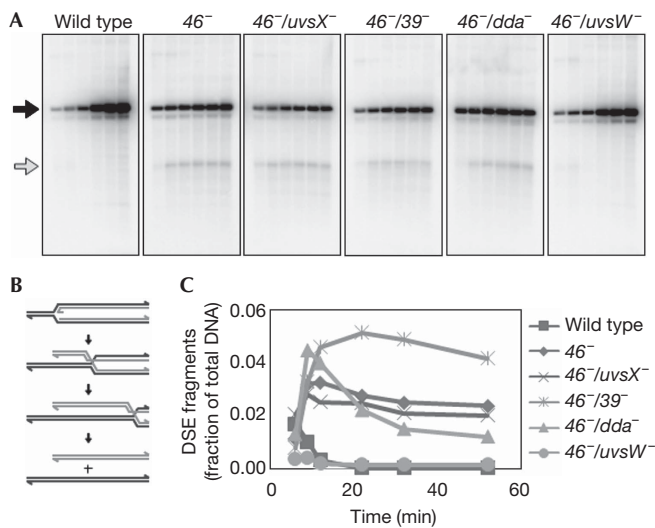 A
Wild type 46⁻ 46⁻/uvsX⁻ 46⁻/39⁻ 46⁻/dda⁻ 46⁻/uvsW⁻
B
+
C
DSE fragments
(fraction of total DNA)
0.06
0.04
0.02
0.00
0 20 40 60
Time (min)
Wild type
46⁻
46⁻/uvsX⁻
46⁻/39⁻
46⁻/dda⁻
46⁻/uvsW⁻